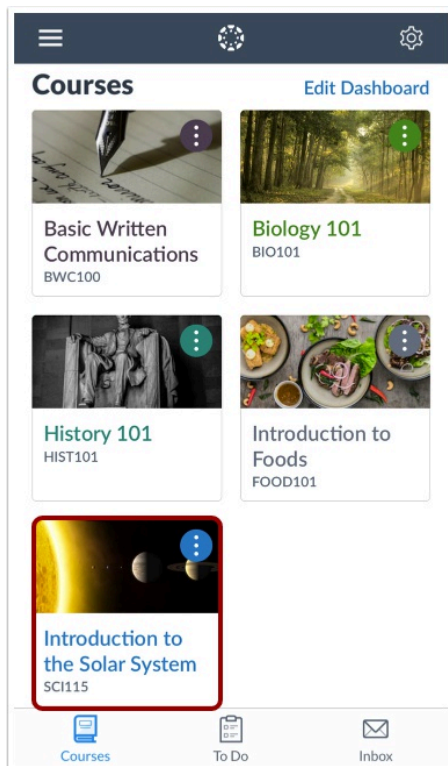 Courses
Edit Dashboard
Basic Written
Communications
BWC100
Biology 101
BIO101
History 101
HIST101
Introduction to
Foods
FOOD101
Introduction to
the Solar System
SCI115
Courses
To Do
Inbox